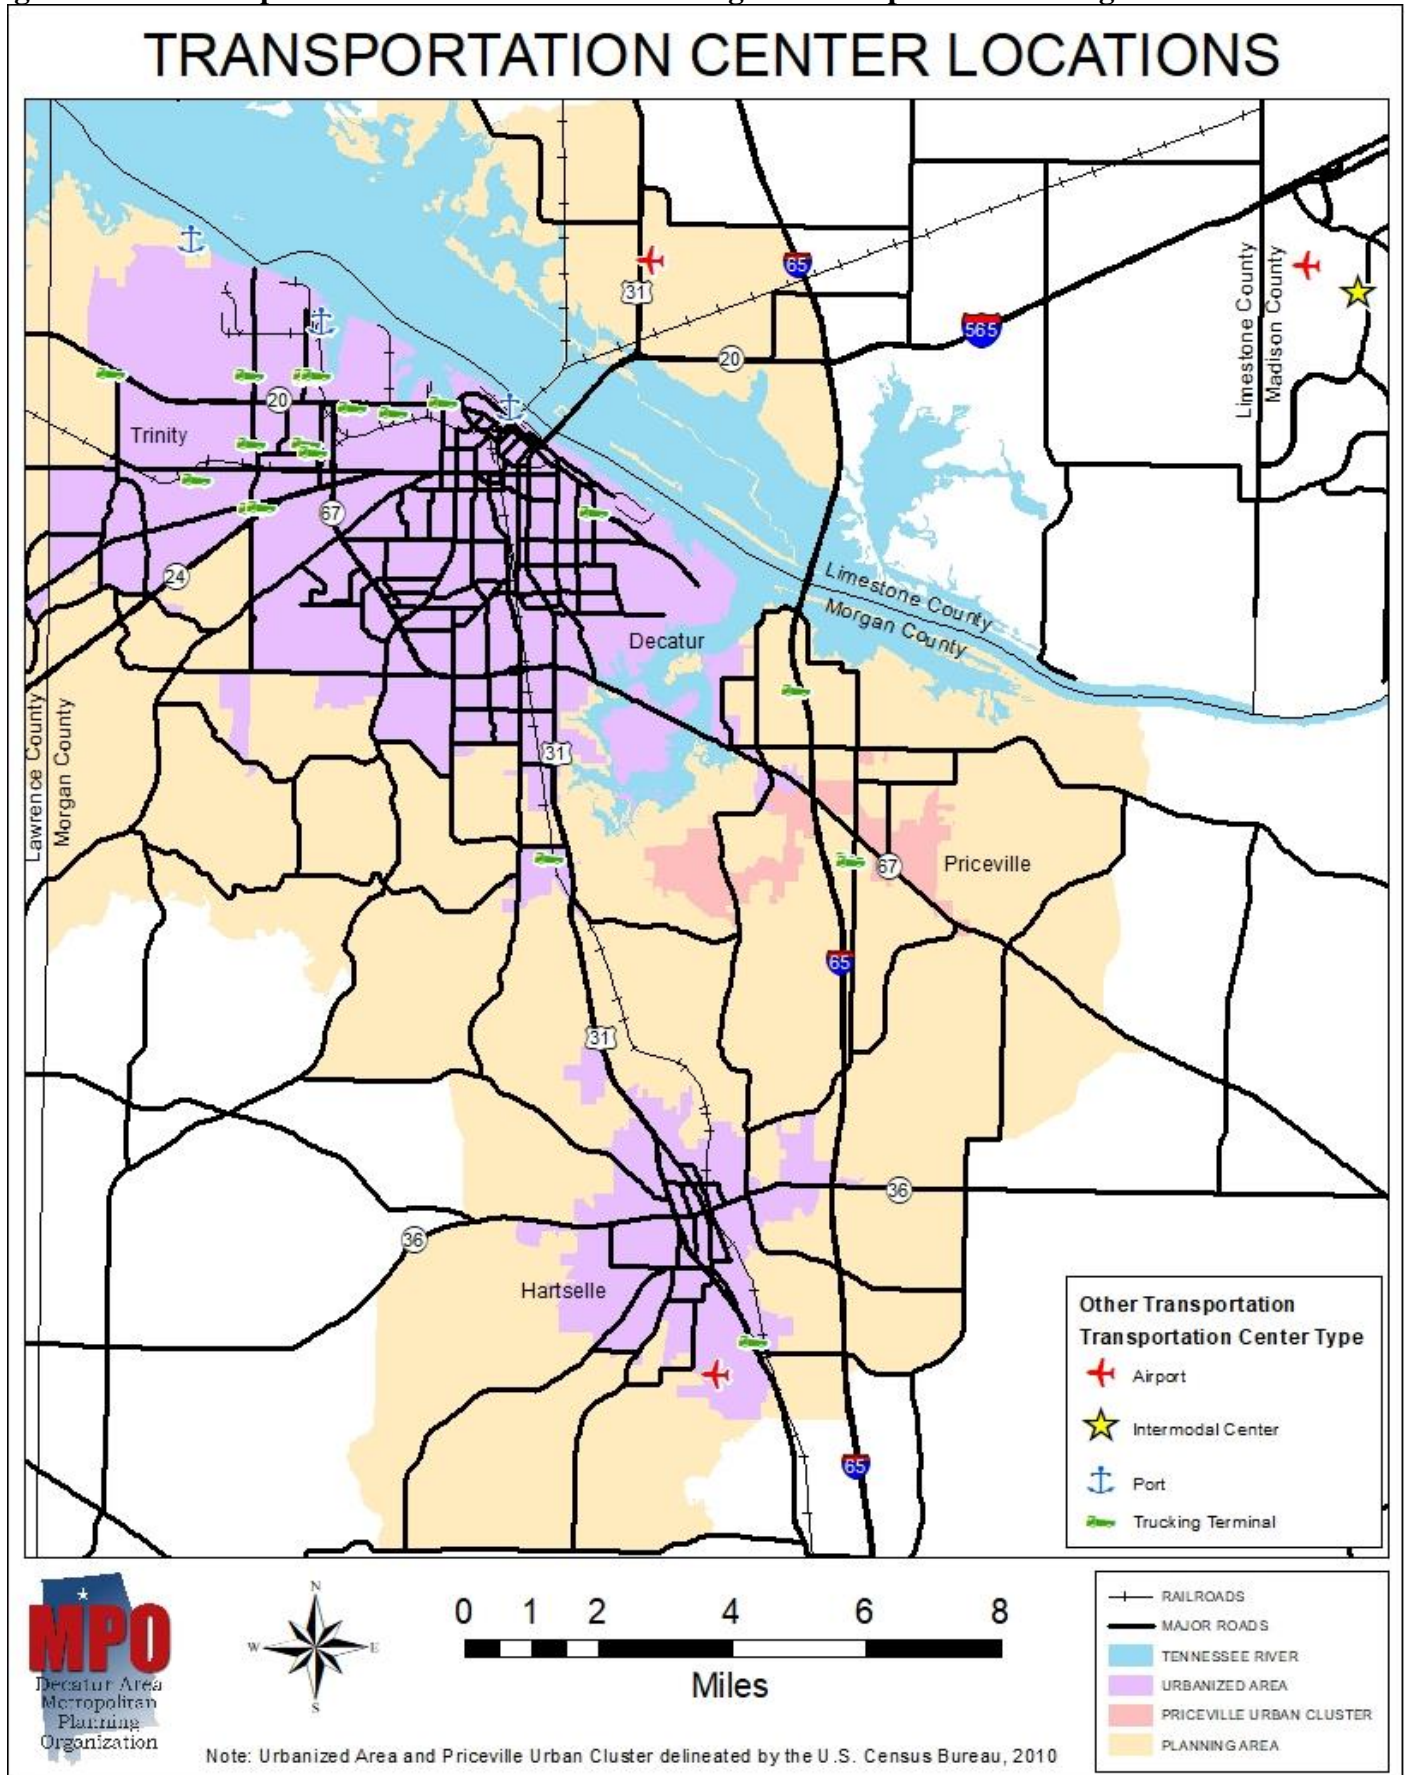 TRANSPORTATION CENTER LOCATIONS
65
31
565
20
Limestone County
Madison County
20
Trinity
67
24
Limestone County
Morgan County
Decatur
Lawrence County
Morgan County
31
67
Priceville
65
31
36
36
Hartselle
65
Other Transportation
Transportation Center Type
Airport
Intermodal Center
Port
Trucking Terminal
MPO
Decatur Area
Metropolitan
Planning
Organization
N
W
E
S
0 1 2 4 6 8
Miles
RAILROADS
MAJOR ROADS
TENNESSEE RIVER
URBANIZED AREA
PRICEVILLE URBAN CLUSTER
PLANNING AREA
Note: Urbanized Area and Priceville Urban Cluster delineated by the U.S. Census Bureau, 2010